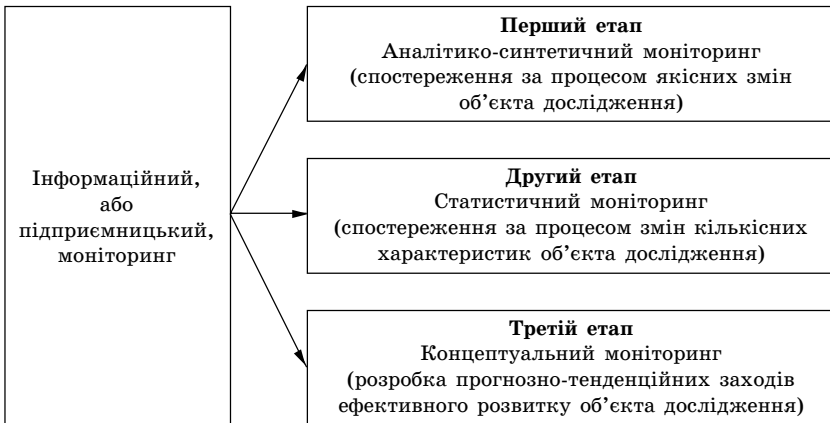 Інформаційний,
або
підприємницький,
моніторинг
Перший етап
Аналітико-синтетичний моніторинг
(спостереження за процесом якісних змін
об’єкта дослідження)
Другий етап
Статистичний моніторинг
(спостереження за процесом змін кількісних
характеристик об’єкта дослідження)
Третій етап
Концептуальний моніторинг
(розробка прогнозно-тенденційних заходів
ефективного розвитку об’єкта дослідження)